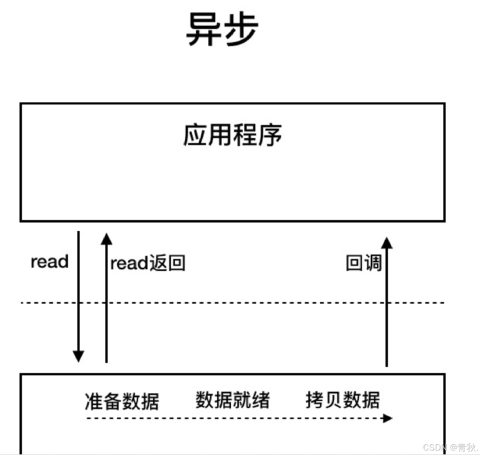 异步
应用程序
read
read返回
回调
准备数据
数据就绪
拷贝数据
CSDN @青秋.